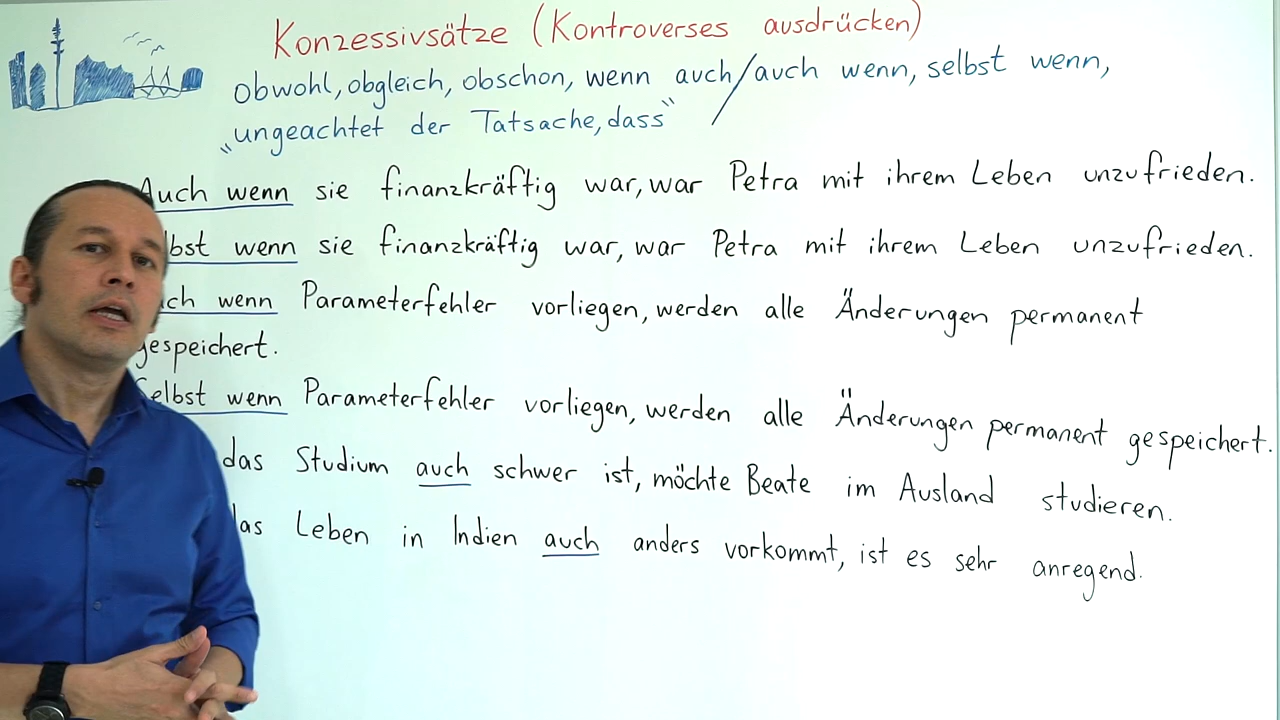 Konzessivsätze (Kontroverses ausdrücken)
obwohl, obgleich, obschon, wenn auch/auch wenn, selbst wenn,
„ungeachtet der Tatsache, dass"
Auch wenn sie finanzkräftig war, war Petra mit ihrem Leben unzufrieden.
lbst wenn sie finanzkräftig war, war Petra mit ihrem Leben unzufrieden.
ch wenn Parameterfehler vorliegen, werden alle Änderungen permanent
gespeichert.
Selbst wenn Parameterfehler vorliegen, werden alle Änderungen permanent gespeichert.
das Studium auch schwer ist, möchte Beate im Ausland studieren.
das Leben in Indien auch anders vorkommt, ist es sehr anregend.